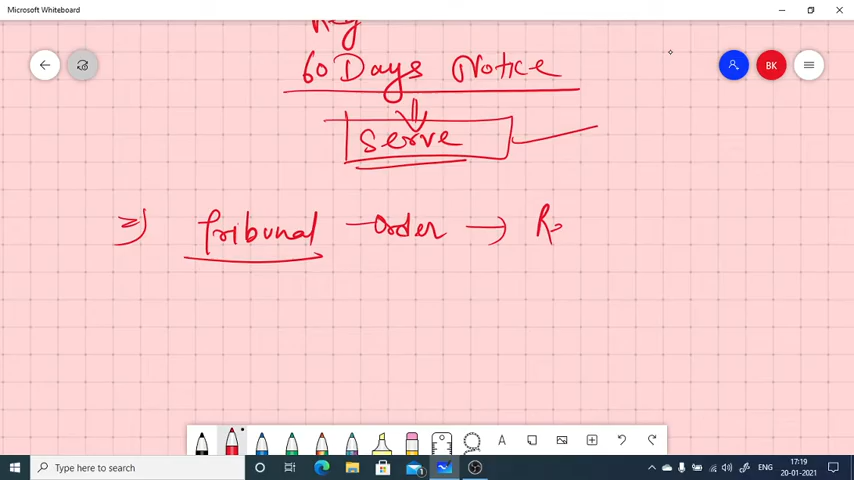 Microsoft Whiteboard
60 Days Notice
BK
Serve
=) Tribunal - Order →
A
Type here to search
1
ENG
17:19
20-01-2021